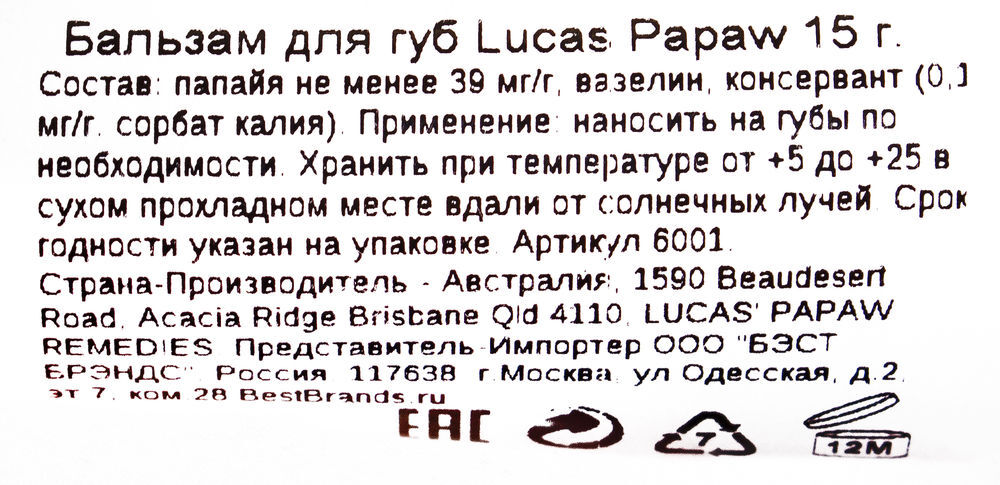 Бальзам для губ Lucas Papaw 15 г.
Состав: папайя не менее 39 мг/г, вазелин, консервант (0,1
мг/г. сорбат калия). Применение: наносить на губы по
необходимости. Хранить при температуре от +5 до +25 в
сухом прохладном месте вдали от солнечных лучей. Срок
годности указан на упаковке. Артикул 6001.
Страна-Производитель - Австралия, 1590 Beaudesert
Road, Acacia Ridge Brisbane Qld 4110, LUCAS' PAPAW
REMEDIES. Представитель-Импортер ООО "БЭСТ
БРЭНДС", Россия, 117638 г.Москва, ул Одесская, д.2,
эт 7, ком 28 BestBrands.ru
EAC 7 12М